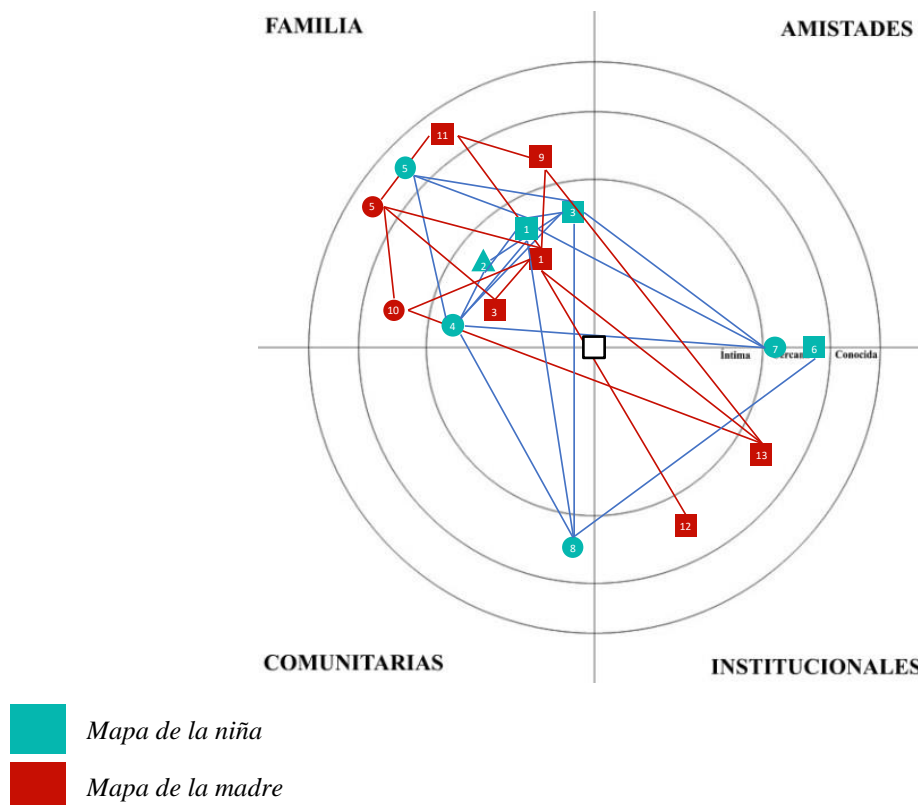 FAMILIA
AMISTADES
11
9
5
5
3
1
1
2
10
3
4
7
6
Íntima
Conocida
13
12
8
COMUNITARIAS
INSTITUCIONALES
Mapa de la niña
Mapa de la madre